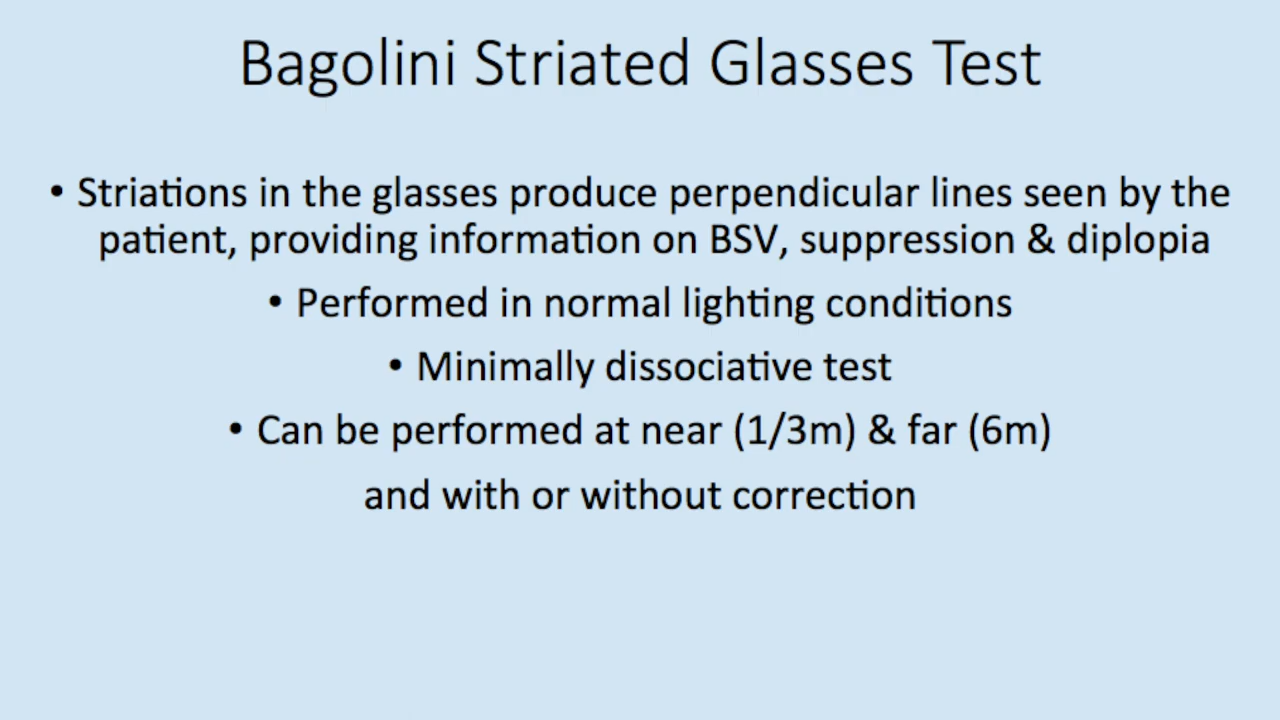 Bagolini Striated Glasses Test
• Striations in the glasses produce perpendicular lines seen by the
patient, providing information on BSV, suppression & diplopia
• Performed in normal lighting conditions
• Minimally dissociative test
• Can be performed at near (1/3m) & far (6m)
and with or without correction